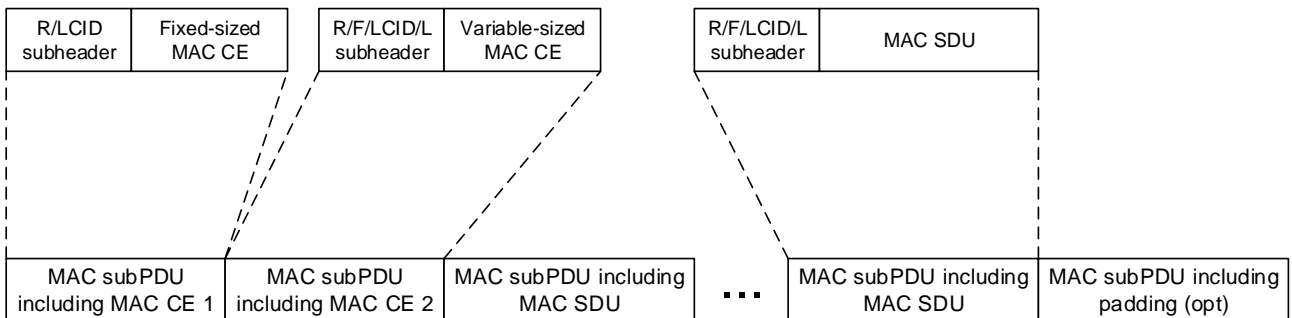 R/LCID
subheader
Fixed-sized
MAC CE
R/F/LCID/L
subheader
Variable-sized
MAC CE
R/F/LCID/L
subheader
MAC SDU
MAC subPDU
including MAC CE 1
MAC subPDU
including MAC CE 2
MAC subPDU including
MAC SDU
...
MAC subPDU including
MAC SDU
MAC subPDU including
padding (opt)